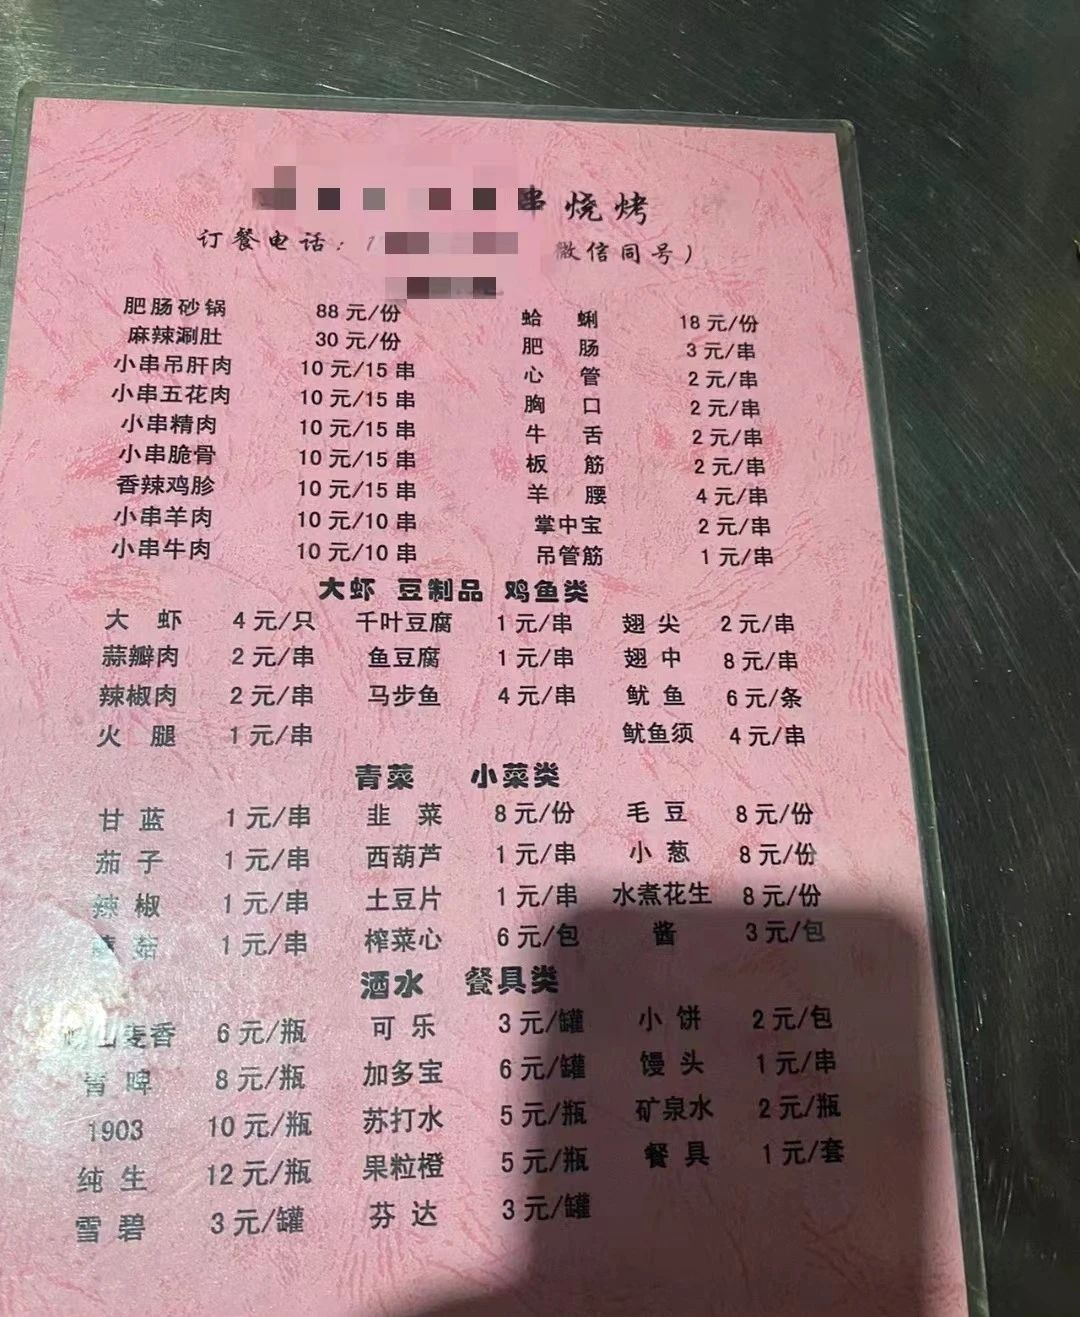 串烧烤
订餐电话: 1 微信同号)
肥肠砂锅 88元/份 蛤蜊 18元/份
麻辣涮肚 30元/份 肥肠 3元/串
小串吊肝肉 10元/15串 心管 2元/串
小串五花肉 10元/15串 胸口 2元/串
小串精肉 10元/15串 牛舌 2元/串
小串脆骨 10元/15串 板筋 2元/串
香辣鸡胗 10元/15串 羊腰 4元/串
小串羊肉 10元/10串 掌中宝 2元/串
小串牛肉 10元/10串 吊管筋 1元/串
大虾 豆制品 鸡鱼类
大虾 4元/只 千叶豆腐 1元/串 翅尖 2元/串
蒜瓣肉 2元/串 鱼豆腐 1元/串 翅中 8元/串
辣椒肉 2元/串 马步鱼 4元/串 鱿鱼 6元/条
火腿 1元/串 鱿鱼须 4元/串
青菜 小菜类
甘蓝 1元/串 韭菜 8元/份 毛豆 8元/份
茄子 1元/串 西葫芦 1元/串 小葱 8元/份
辣椒 1元/串 土豆片 1元/串 水煮花生 8元/份
蘑菇 1元/串 榨菜心 6元/包 酱 3元/包
酒水 餐具类
崂山麦香 6元/瓶 可乐 3元/罐 小饼 2元/包
青啤 8元/瓶 加多宝 6元/罐 馒头 1元/串
1903 10元/瓶 苏打水 5元/瓶 矿泉水 2元/瓶
纯生 12元/瓶 果粒橙 5元/瓶 餐具 1元/套
雪碧 3元/罐 芬达 3元/罐